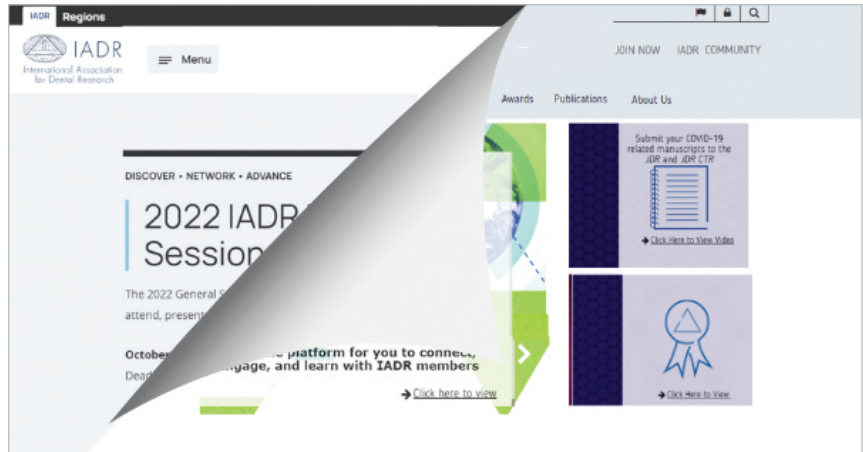 IADR Regions
IADR
International Association
for Dental Research
Menu
JOIN NOW IADR COMMUNITY
Awards Publications About Us
DISCOVER • NETWORK • ADVANCE
2022 IADR
Session
The 2022 General
attend, present
October
Dead
platform for you to connect,
engage, and learn with IADR members
→ Click here to view
Submit your COVID-19
related manuscripts to the
JDR and JDR CTR
→ Click Here to View Video
→ Click Here to View